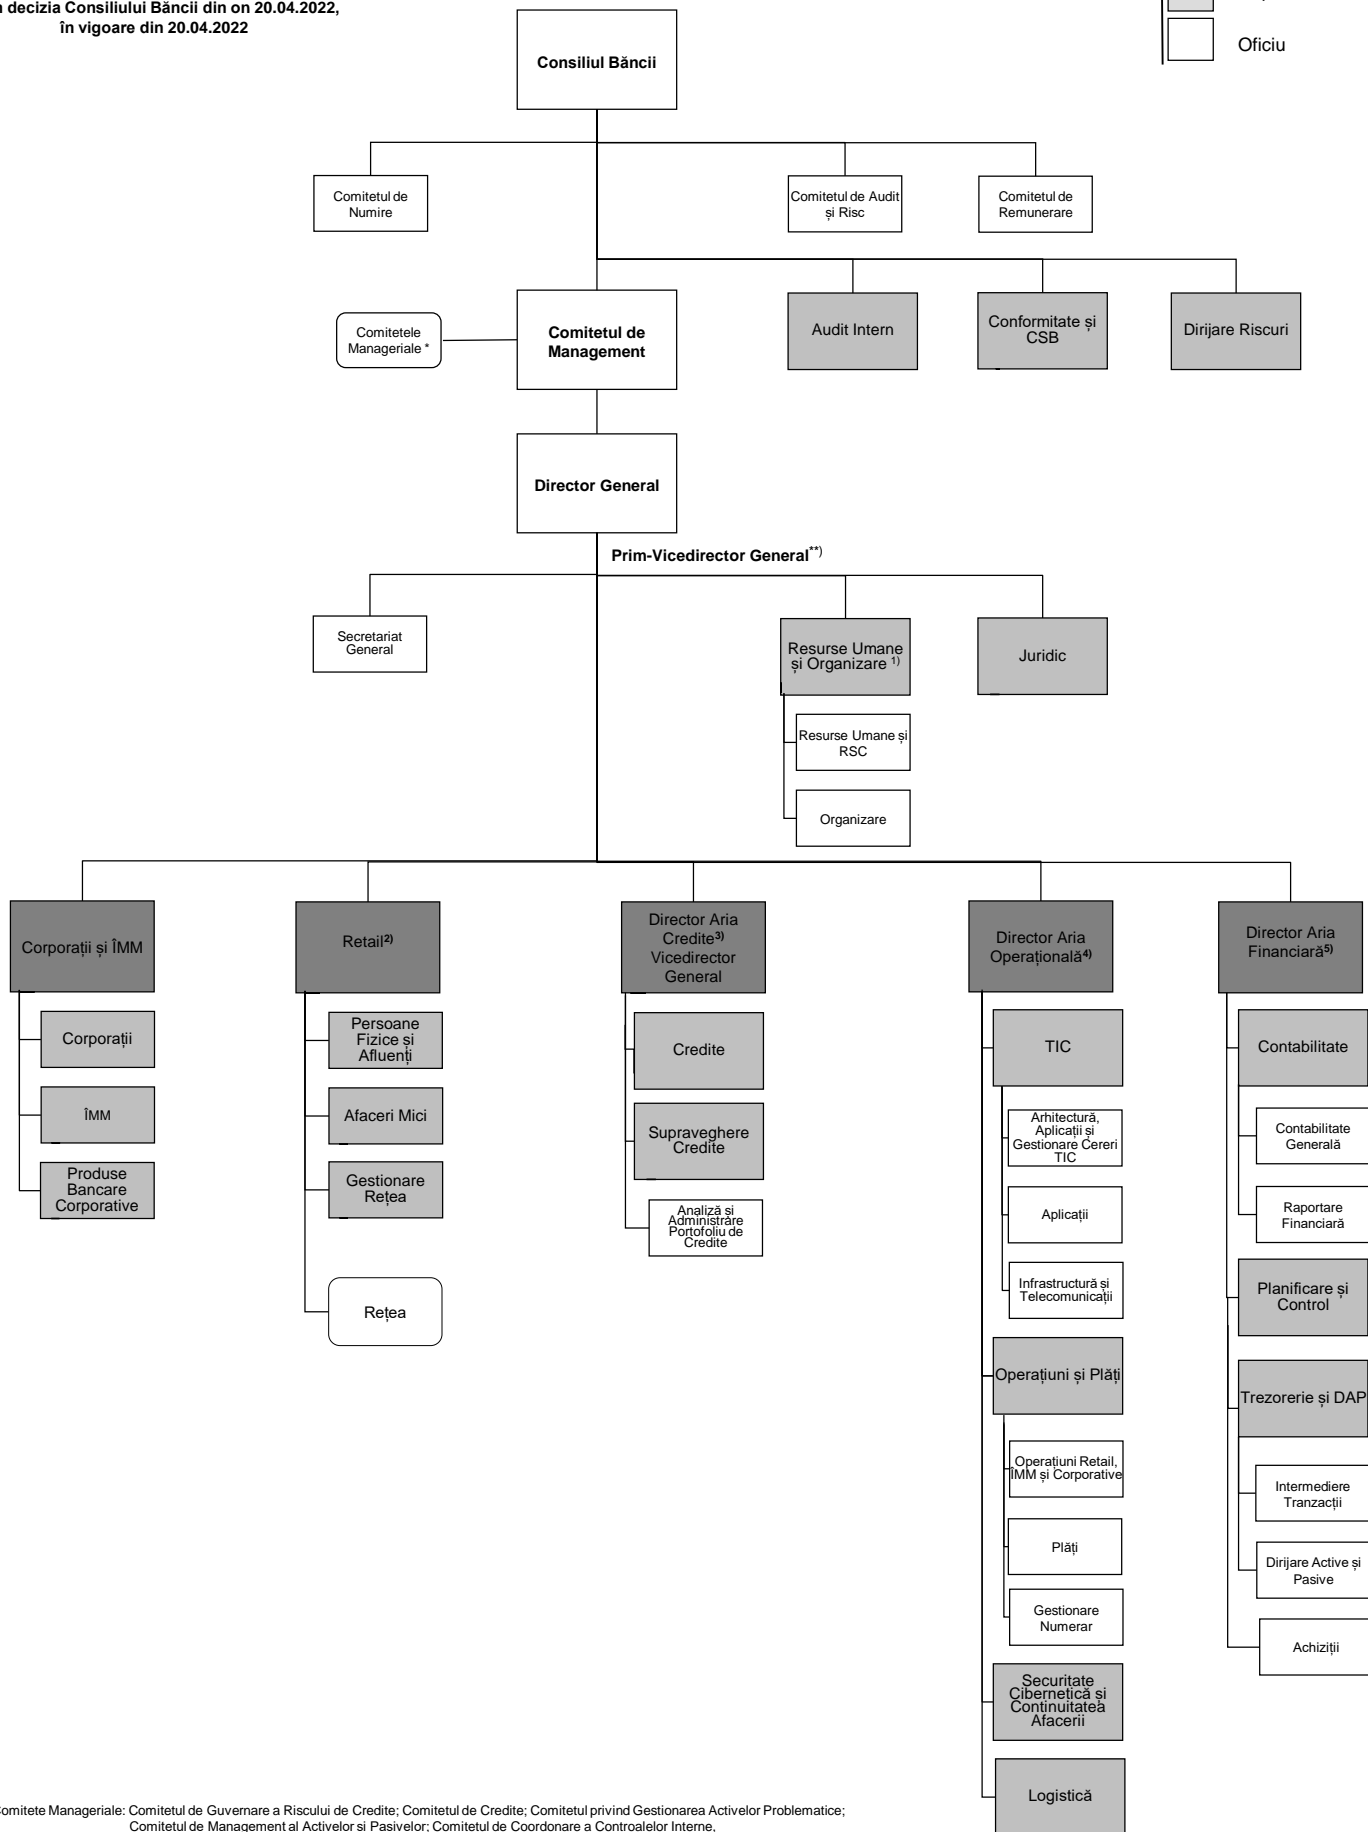 decizia Consiliului Băncii din on 20.04.2022,
în vigoare din 20.04.2022
Oficiu
Consiliul Băncii
Comitetul de
Numire
Comitetul de Audit
și Risc
Comitetul de
Remunerare
Comitetele
Manageriale *
Comitetul de
Management
Audit Intern
Conformitate și
CSB
Dirijare Riscuri
Director General
Prim-Vicedirector General**)
Secretariat
General
Resurse Umane
și Organizare 1)
Juridic
Resurse Umane și
RSC
Organizare
Corporații și ÎMM
Corporații
ÎMM
Produse
Bancare
Corporative
Retail2)
Persoane
Fizice și
Afluenți
Afaceri Mici
Gestionare
Rețea
Rețea
Director Aria
Credite3)
Vicedirector
General
Credite
Supraveghere
Credite
Analiză și
Administrare
Portofoliu de
Credite
Director Aria
Operațională4)
TIC
Arhitectură,
Aplicații și
Gestionare Cereri
TIC
Aplicații
Infrastructură și
Telecomunicații
Operațiuni și Plăți
Operațiuni Retail,
ÎMM și Corporative
Plăți
Gestionare
Numerar
Securitate
Cibernetică și
Continuitatea
Afacerii
Logistică
Director Aria
Financiară5)
Contabilitate
Contabilitate
Generală
Raportare
Financiară
Planificare și
Control
Trezorerie și DAP
Intermediere
Tranzacții
Dirijare Active și
Pasive
Achiziții
Comitete Manageriale: Comitetul de Guvernare a Riscului de Credite; Comitetul de Credite; Comitetul privind Gestionarea Activelor Problematice;
Comitetul de Management al Activelor si Pasivelor; Comitetul de Coordonare a Controalelor Interne,